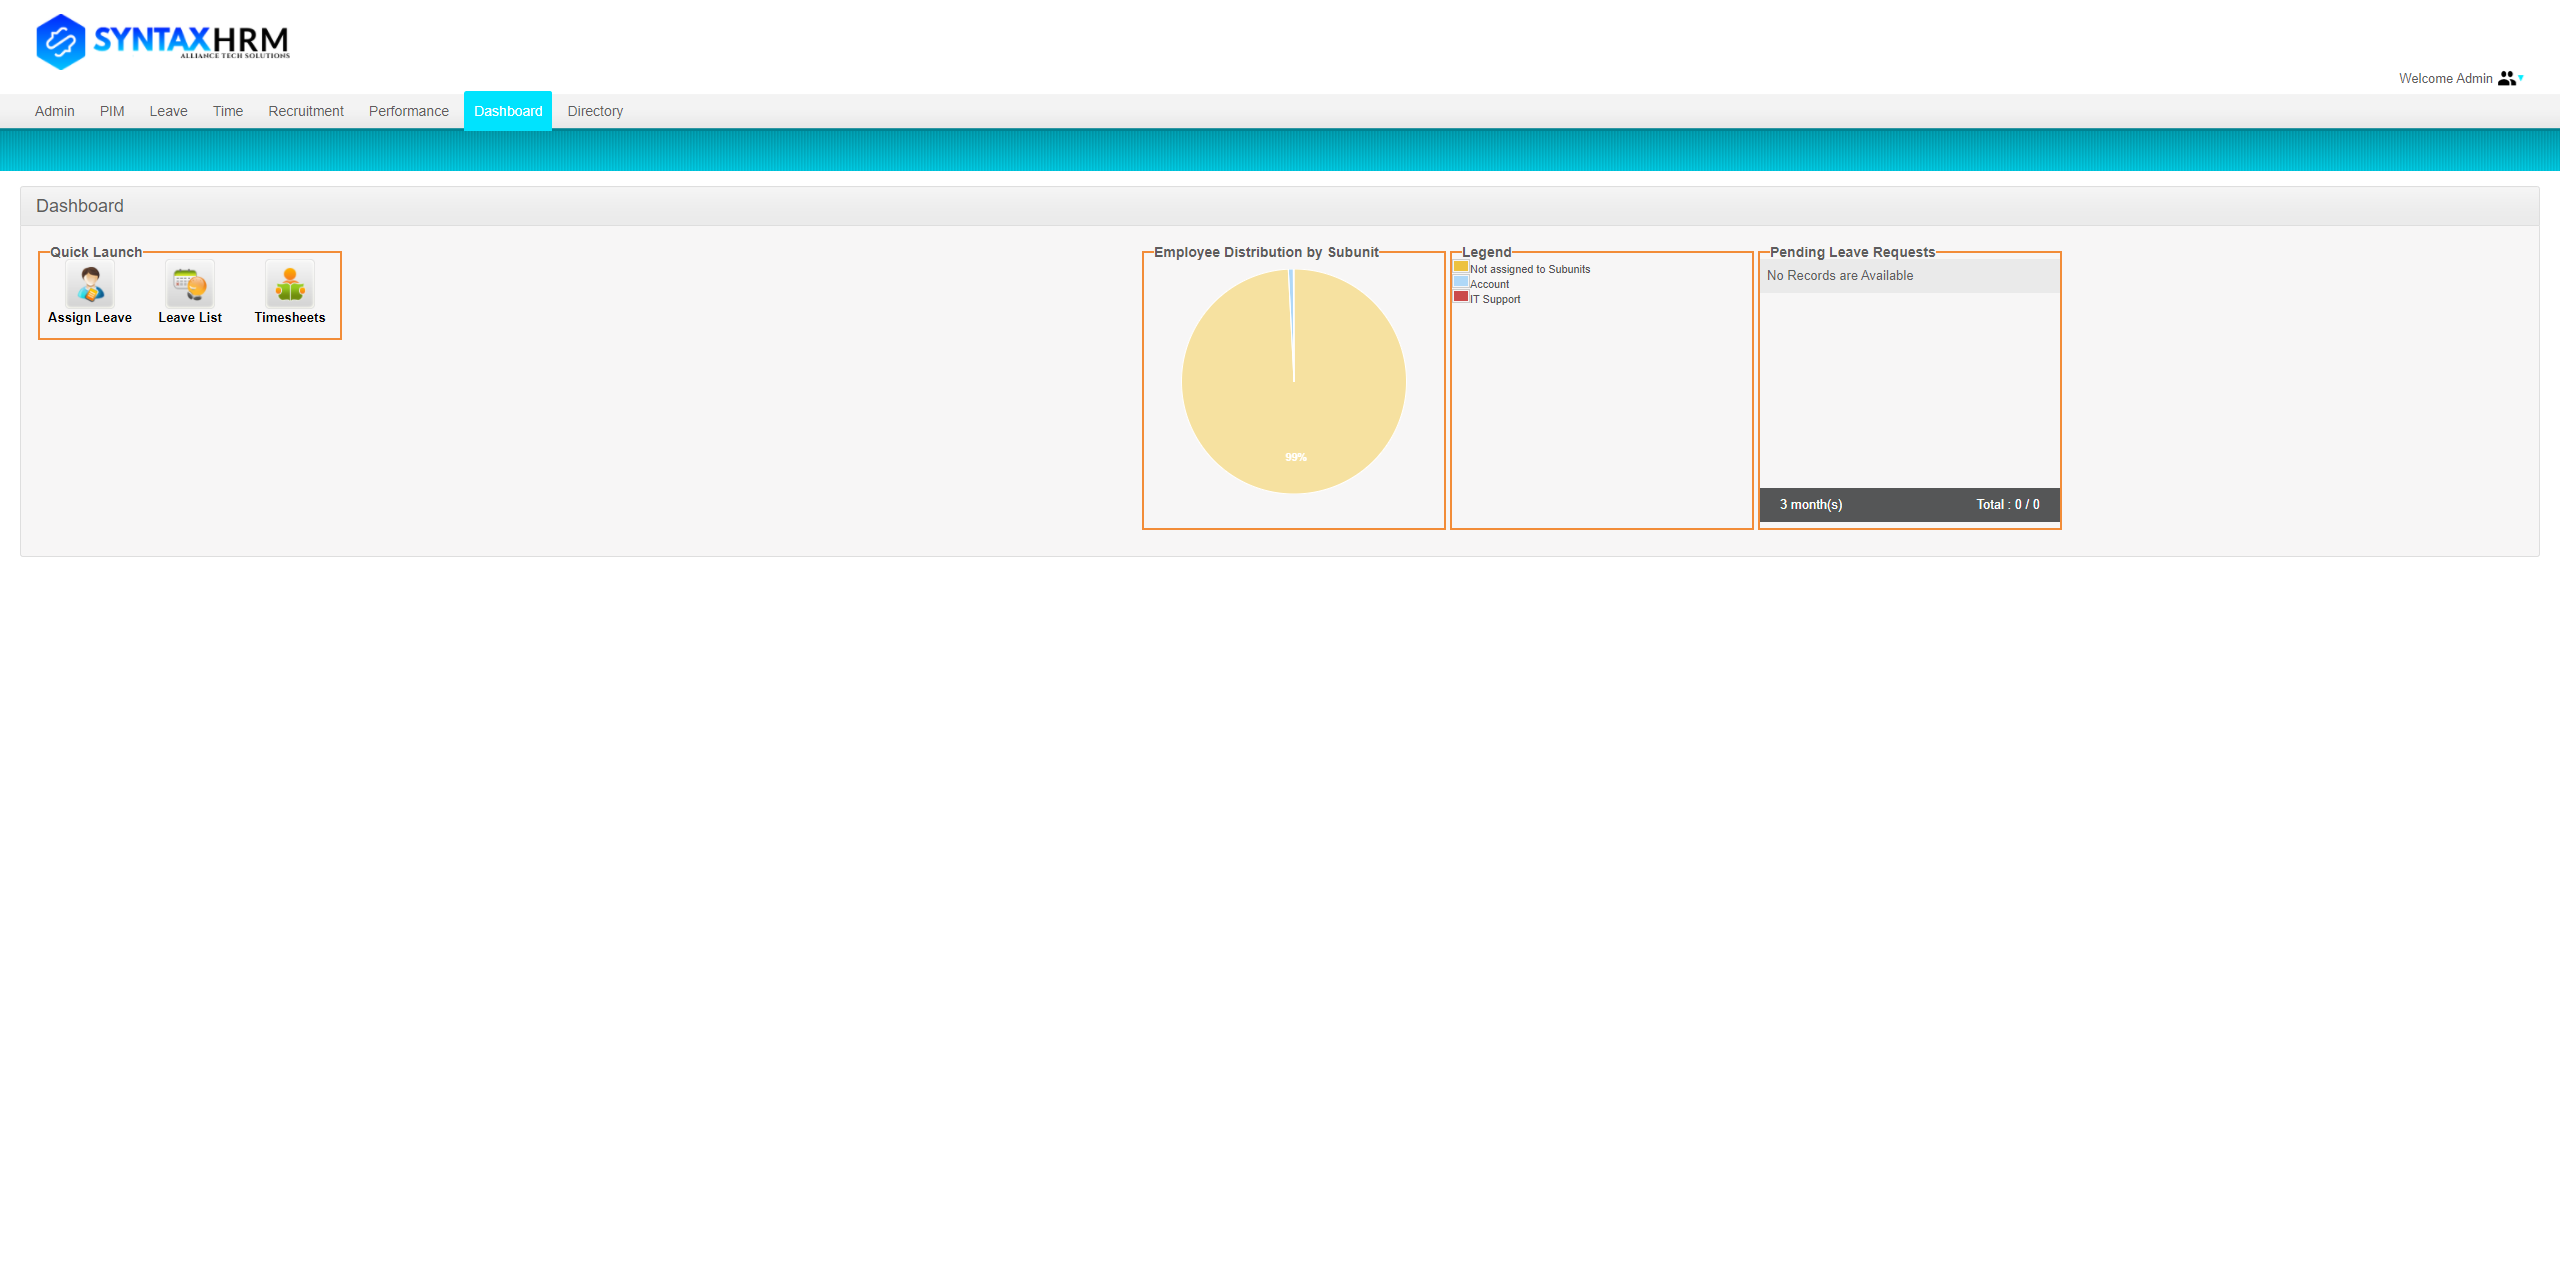 SYNTAXHRM
ALLIANCE TECH SOLUTIONS
Welcome Admin
Admin PIM Leave Time Recruitment Performance Dashboard Directory
Dashboard
Quick Launch
Assign Leave Leave List Timesheets
Employee Distribution by Subunit
99%
Legend
Not assigned to Subunits
Account
IT Support
Pending Leave Requests
No Records are Available
3 month(s) Total : 0 / 0